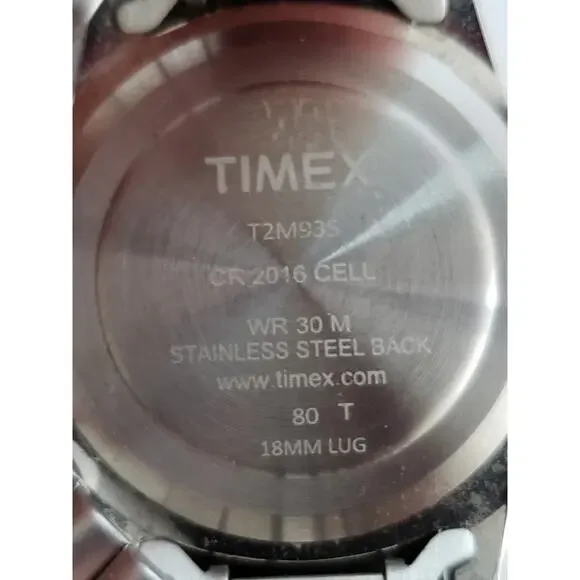 TIMEX
T2M935
CR 2016 CELL
WR 30 M
STAINLESS STEEL BACK
www.timex.com
80 T
18MM LUG